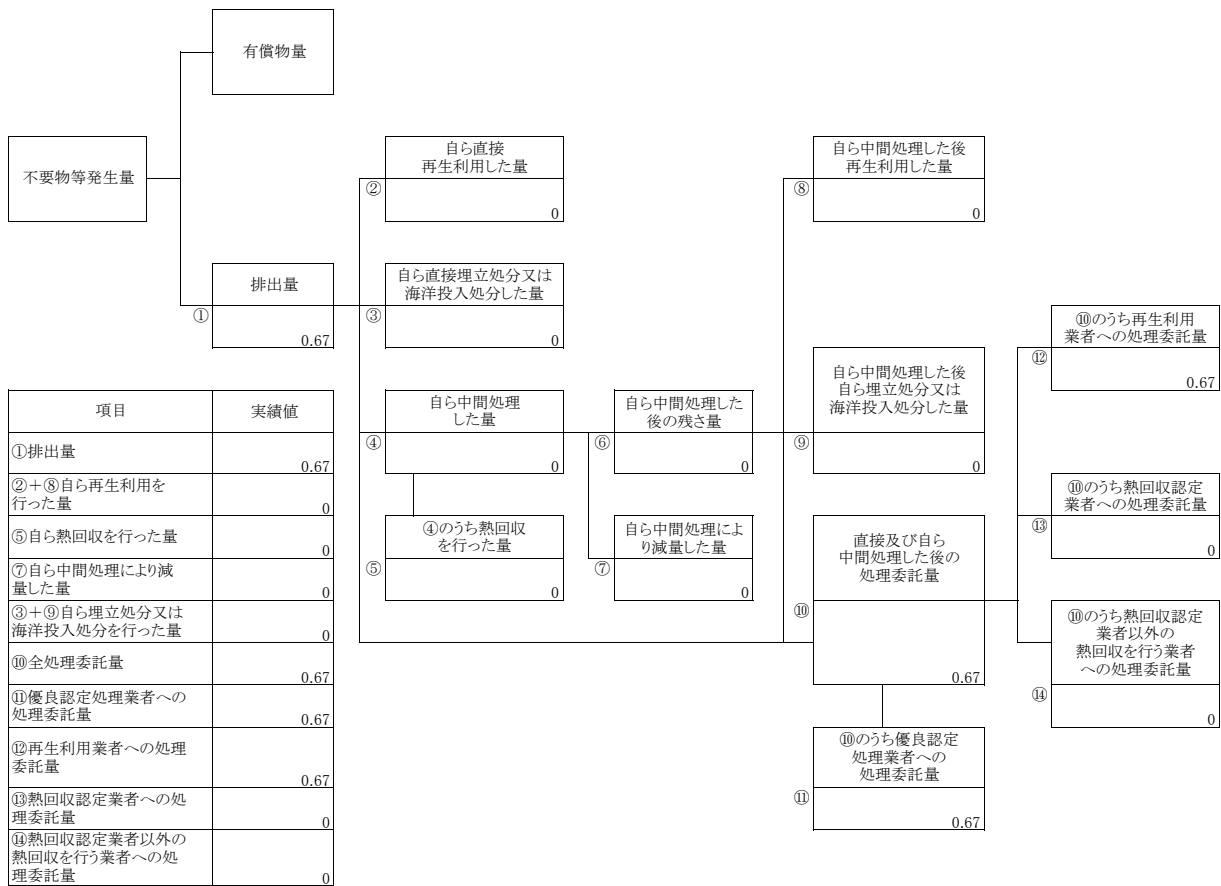 有償物量
不要物等発生量
自ら直接
再生利用した量
②
0
自ら中間処理した後
再生利用した量
⑧
0
排出量
①
0.67
自ら直接埋立処分又は
海洋投入処分した量
③
0
⑩のうち再生利用
業者への処理委託量
⑫
0.67
自ら中間処理
した量
④
0
自ら中間処理した
後の残さ量
⑥
0
自ら中間処理した後
自ら埋立処分又は
海洋投入処分した量
⑨
0
⑩のうち熱回収認定
業者への処理委託量
⑬
0
④のうち熱回収
を行った量
⑤
0
自ら中間処理によ
り減量した量
⑦
0
直接及び自ら
中間処理した後の
処理委託量
⑩
0.67
⑩のうち熱回収認定
業者以外の
熱回収を行う業者
への処理委託量
⑭
0
⑩のうち優良認定
処理業者への
処理委託量
⑪
0.67
項目 実績値
①排出量
0.67
②+⑧自ら再生利用を
行った量
0
⑤自ら熱回収を行った量
0
⑦自ら中間処理により減
量した量
0
③+⑨自ら埋立処分又は
海洋投入処分を行った量
0
⑩全処理委託量
0.67
⑪優良認定処理業者への
処理委託量
0.67
⑫再生利用業者への処理
委託量
0.67
⑬熱回収認定業者への処
理委託量
0
⑭熱回収認定業者以外の
熱回収を行う業者への処
理委託量
0